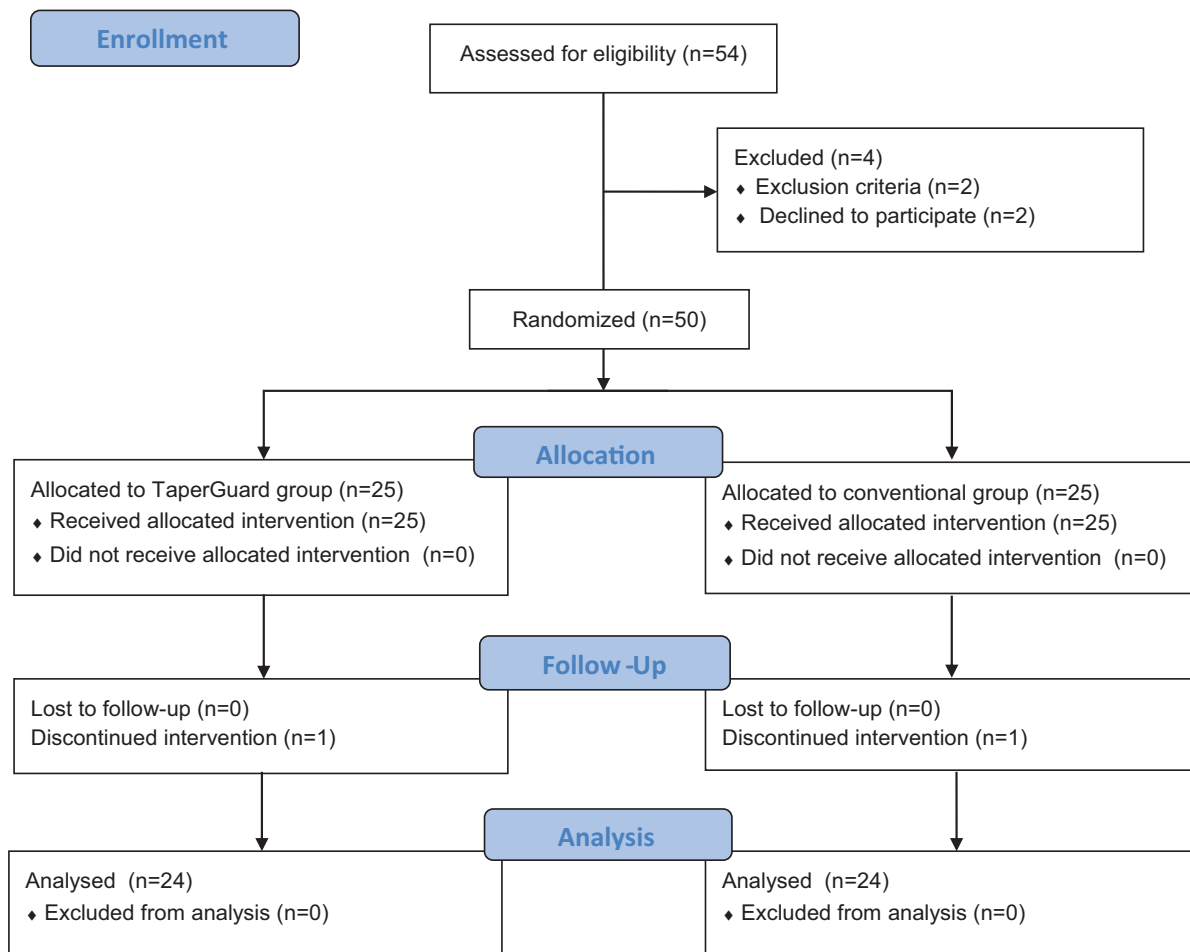 Enrollment
Assessed for eligibility (n=54)
Excluded (n=4)
♦ Exclusion criteria (n=2)
♦ Declined to participate (n=2)
Randomized (n=50)
Allocation
Allocated to TaperGuard group (n=25)
♦ Received allocated intervention (n=25)
♦ Did not receive allocated intervention (n=0)
Allocated to conventional group (n=25)
♦ Received allocated intervention (n=25)
♦ Did not receive allocated intervention (n=0)
Follow-Up
Lost to follow-up (n=0)
Discontinued intervention (n=1)
Lost to follow-up (n=0)
Discontinued intervention (n=1)
Analysis
Analysed (n=24)
♦ Excluded from analysis (n=0)
Analysed (n=24)
♦ Excluded from analysis (n=0)